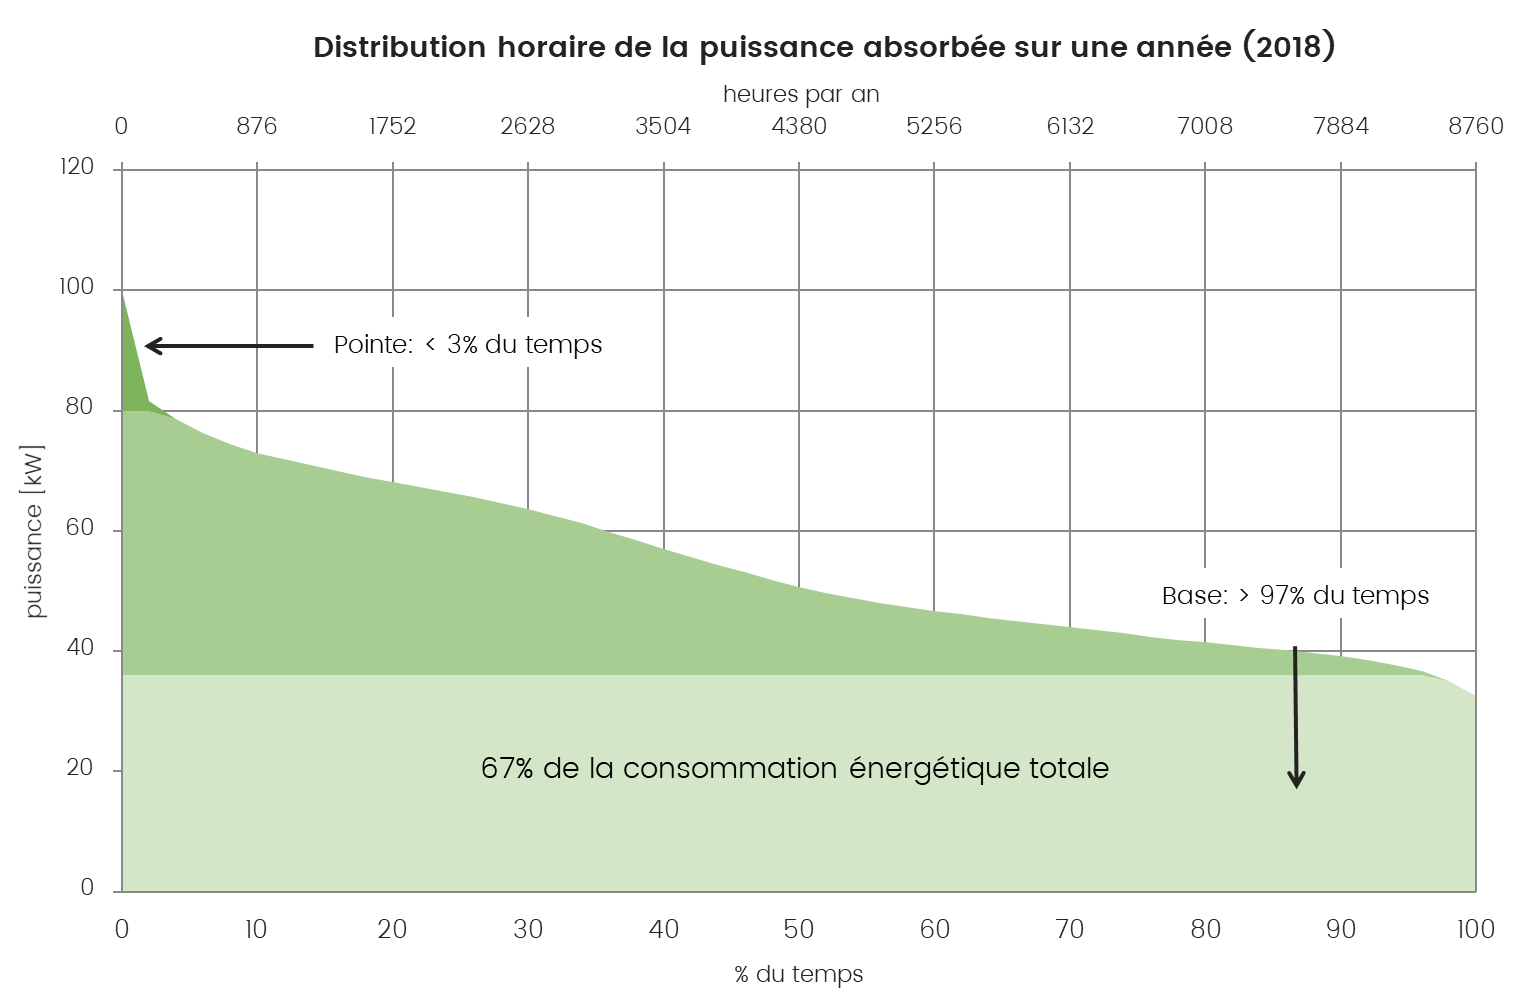 Distribution horaire de la puissance absorbée sur une année (2018)
heures par an
0 876 1752 2628 3504 4380 5256 6132 7008 7884 8760
120
100
Pointe: < 3% du temps
80
puissance [kW]
60
Base: > 97% du temps
40
20
67% de la consommation énergétique totale
0
0 10 20 30 40 50 60 70 80 90 100
% du temps